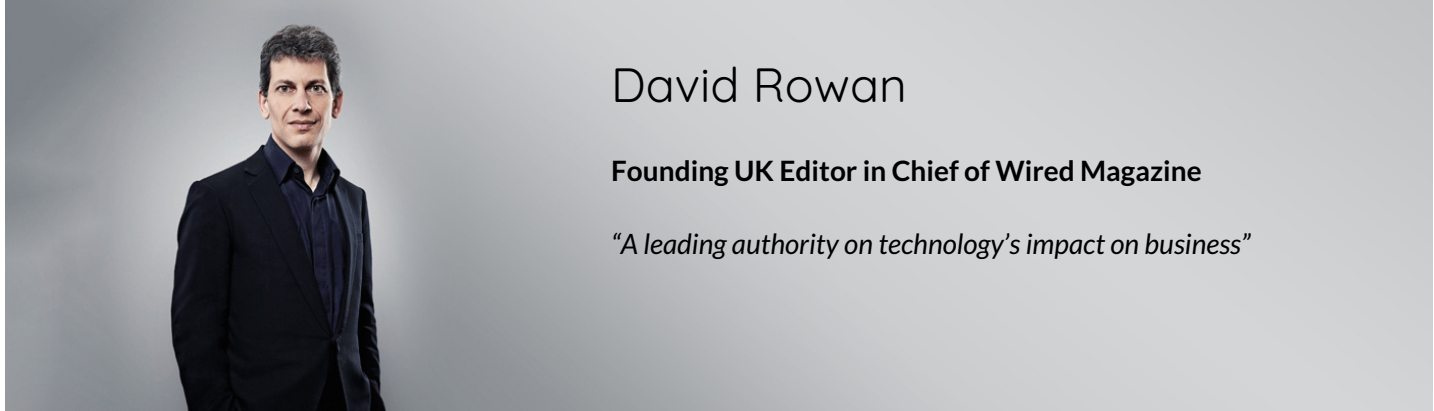 David Rowan
Founding UK Editor in Chief of Wired Magazine
“A leading authority on technology’s impact on business”